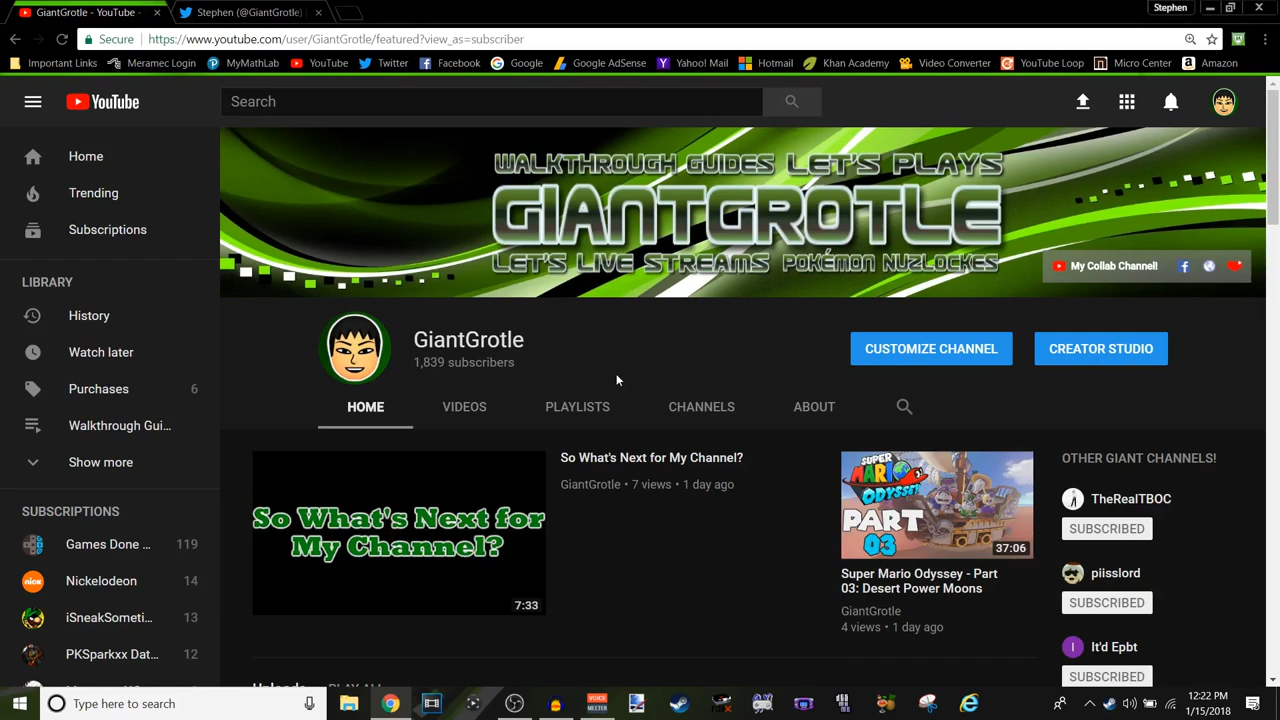 GiantGrotle - YouTube
Stephen (@GiantGrotle)
Stephen
Secure
https://www.youtube.com/user/GiantGrotle/featured?view_as=subscriber
Important Links
Meramec Login
MyMathLab
YouTube
Twitter
Facebook
Google
Google AdSense
Yahoo! Mail
Hotmail
Khan Academy
Video Converter
YouTube Loop
Micro Center
Amazon
YouTube
Search
Home
Trending
Subscriptions
LIBRARY
History
Watch later
Purchases 6
Walkthrough Gui...
Show more
SUBSCRIPTIONS
Games Done ... 119
Nickelodeon 14
iSneakSometi... 13
PKSparkxx Dat... 12
WALKTHROUGH GUIDES LET'S PLAYS
GIANTGROTLE
LET'S LIVE STREAMS POKÉMON NUZLOCKES
My Collab Channel!
GiantGrotle
1,839 subscribers
CUSTOMIZE CHANNEL
CREATOR STUDIO
HOME
VIDEOS
PLAYLISTS
CHANNELS
ABOUT
So What's Next for
My Channel?
7:33
So What's Next for My Channel?
GiantGrotle • 7 views • 1 day ago
SUPER
MARIO
ODYSSEY
PART
03
37:06
Super Mario Odyssey - Part
03: Desert Power Moons
GiantGrotle
4 views • 1 day ago
OTHER GIANT CHANNELS!
TheRealTBOC
SUBSCRIBED
piisslord
SUBSCRIBED
I
It'd Epbt
SUBSCRIBED
Uploads
PLAY ALL
Type here to search
VOICE
MEETER
12:22 PM
1/15/2018